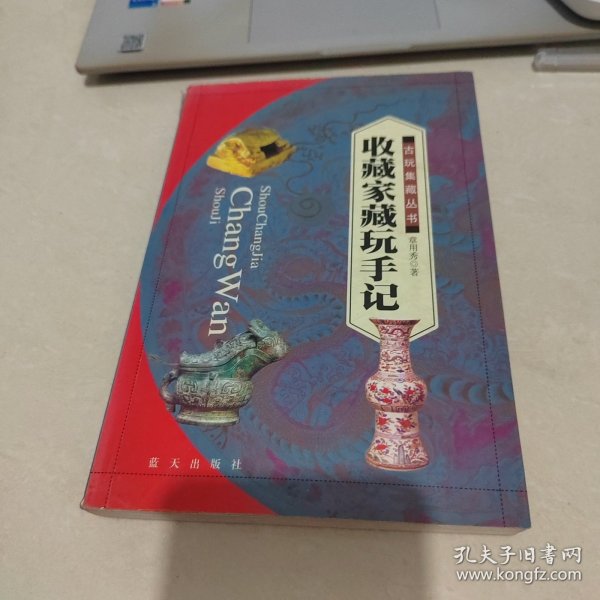 古玩集藏丛书
收藏家藏玩手记
章用秀◎著
ShouChangJia
Chang Wan
ShouJi
蓝天出版社
孔夫子旧书网
www.kongfz.com